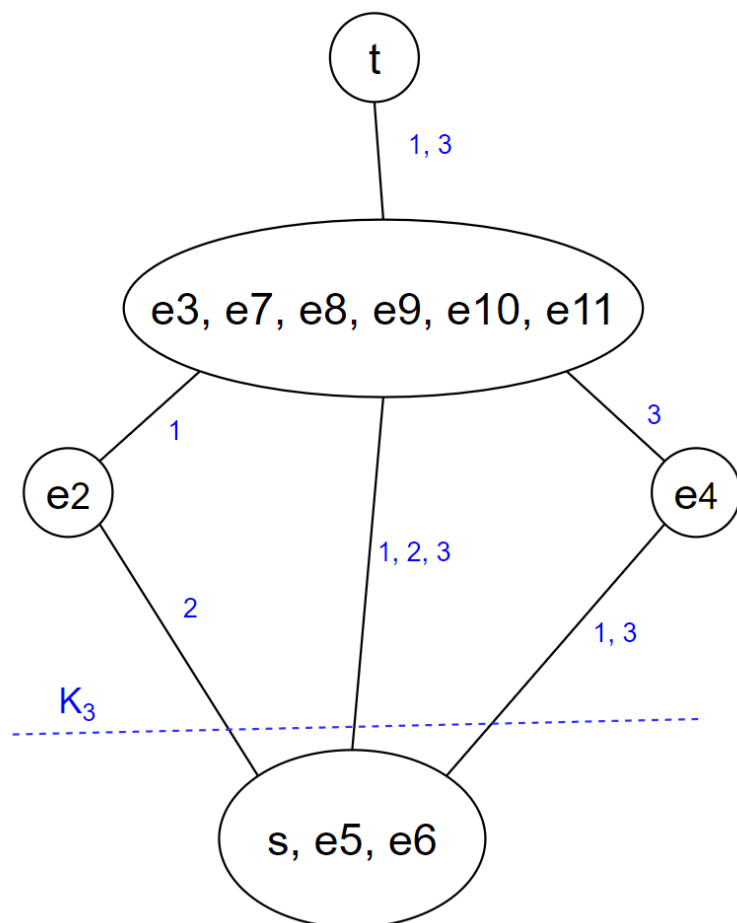 t
1, 3
e3, e7, e8, e9, e10, e11
1
3
e2
e4
1, 2, 3
2
1, 3
K₃
s, e5, e6